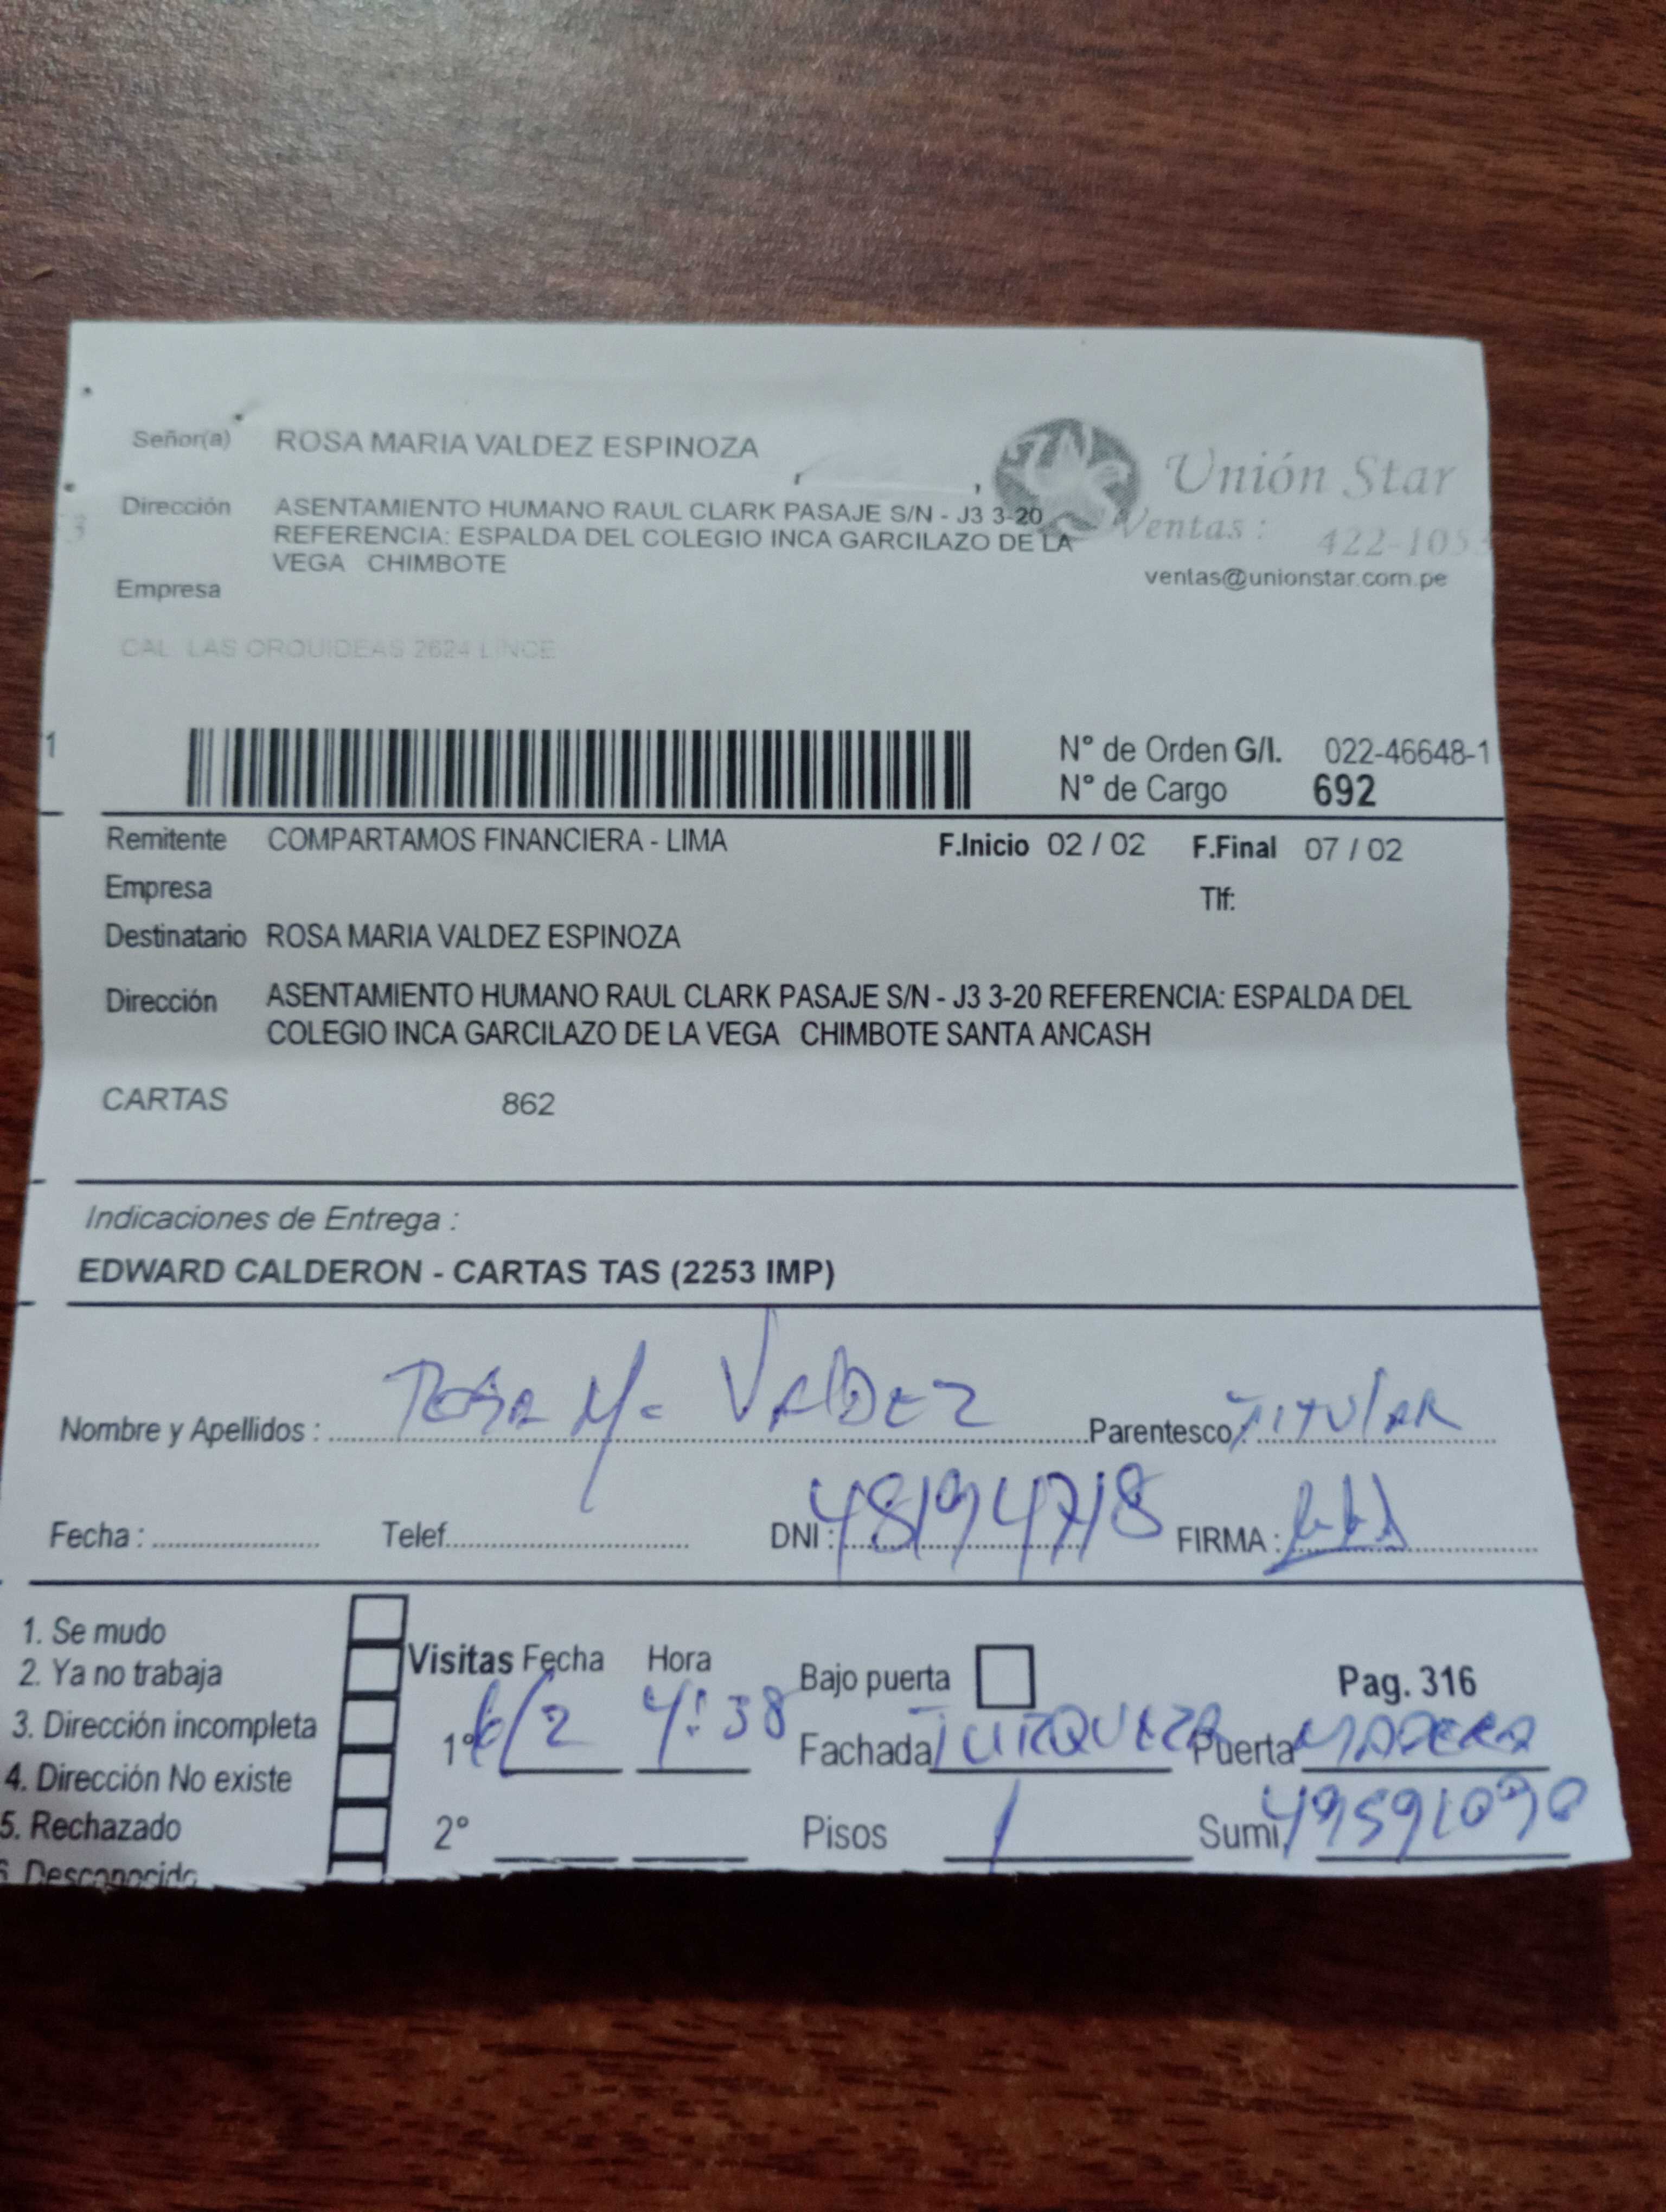 Señor(a) ROSA MARIA VALDEZ ESPINOZA
Unión Star
Dirección ASENTAMIENTO HUMANO RAUL CLARK PASAJE S/N - J3 3-20
REFERENCIA: ESPALDA DEL COLEGIO INCA GARCILAZO DE LA
VEGA CHIMBOTE
Ventas : 422-105
ventas@unionstar.com.pe
Empresa
CAL. LAS ORQUIDEAS 2624 LINCE
N° de Orden G/I. 022-46648-1
N° de Cargo 692
Remitente COMPARTAMOS FINANCIERA - LIMA F.Inicio 02 / 02 F.Final 07 / 02
Empresa Tlf:
Destinatario ROSA MARIA VALDEZ ESPINOZA
Dirección ASENTAMIENTO HUMANO RAUL CLARK PASAJE S/N - J3 3-20 REFERENCIA: ESPALDA DEL
COLEGIO INCA GARCILAZO DE LA VEGA CHIMBOTE SANTA ANCASH
CARTAS 862
Indicaciones de Entrega :
EDWARD CALDERON - CARTAS TAS (2253 IMP)
Nombre y Apellidos : ROSA Ma VALDEZ Parentesco: TITULAR
Fecha : Telef. DNI : 48194718 FIRMA :
1. Se mudo
2. Ya no trabaja
3. Dirección incompleta
4. Dirección No existe
5. Rechazado
6. Desconocido
Visitas Fecha Hora
1° 6/2 4:38
2°
Bajo puerta Pag. 316
Fachada TURQUEZA Puerta MADERA
Pisos 1 Sumi. 49591090